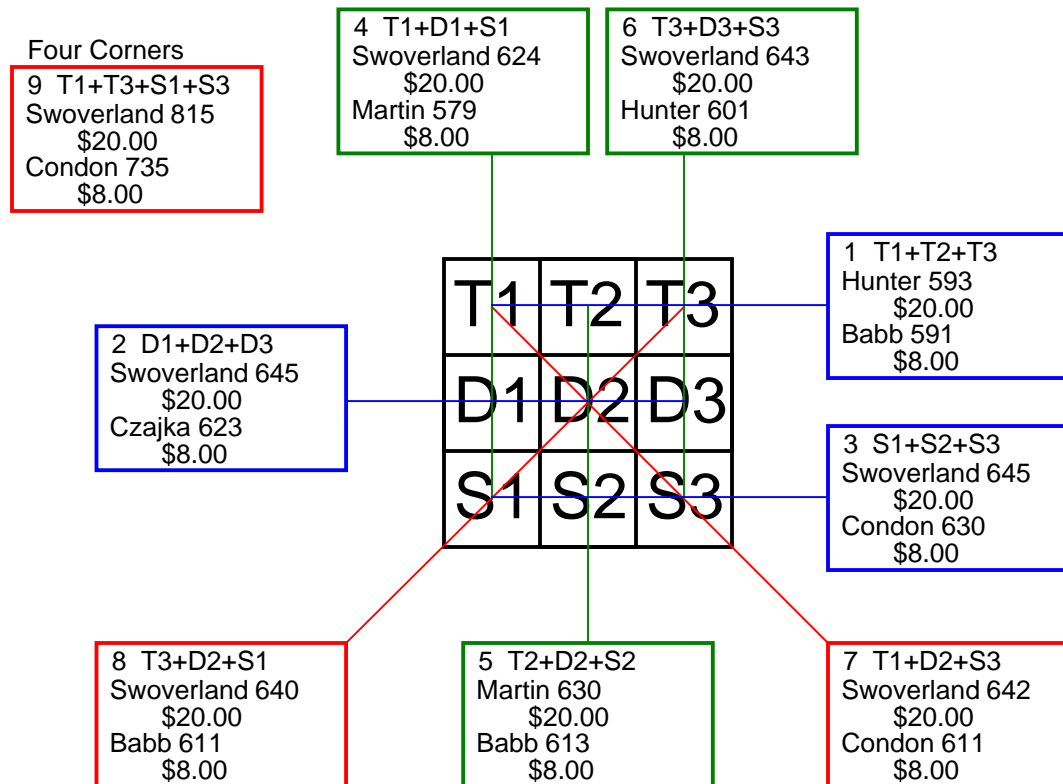 Four Corners
9 T1+T3+S1+S3
Swoverland 815
$20.00
Condon 735
$8.00
4 T1+D1+S1
Swoverland 624
$20.00
Martin 579
$8.00
6 T3+D3+S3
Swoverland 643
$20.00
Hunter 601
$8.00
1 T1+T2+T3
Hunter 593
$20.00
Babb 591
$8.00
T1 T2 T3
D1 D2 D3
S1 S2 S3
2 D1+D2+D3
Swoverland 645
$20.00
Czajka 623
$8.00
3 S1+S2+S3
Swoverland 645
$20.00
Condon 630
$8.00
8 T3+D2+S1
Swoverland 640
$20.00
Babb 611
$8.00
5 T2+D2+S2
Martin 630
$20.00
Babb 613
$8.00
7 T1+D2+S3
Swoverland 642
$20.00
Condon 611
$8.00